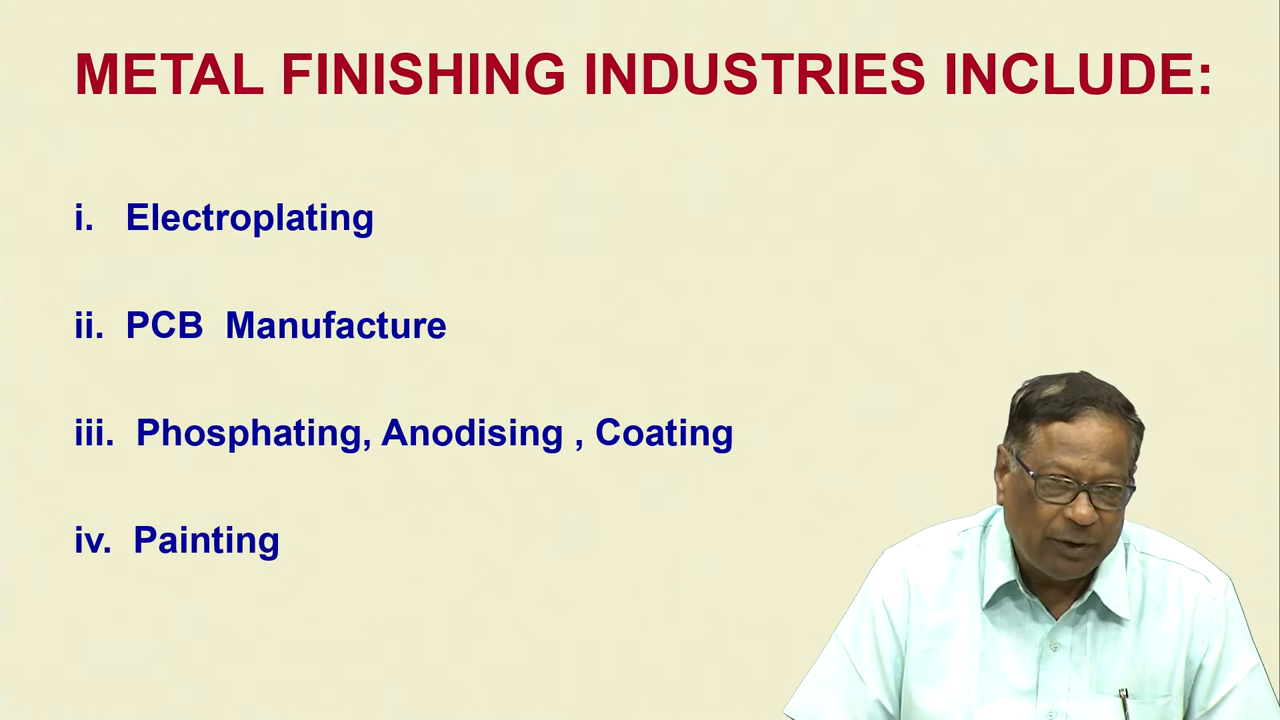 METAL FINISHING INDUSTRIES INCLUDE:
i. Electroplating
ii. PCB Manufacture
iii. Phosphating, Anodising , Coating
iv. Painting